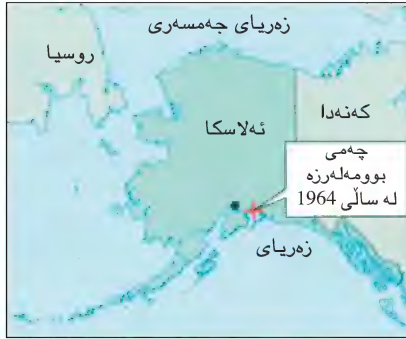 زەریای جەمسەری
روسیا
ئەلاسکا
کەنەدا
چەمی
بوومەلەرزە
لە ساڵی 1964
زەریای